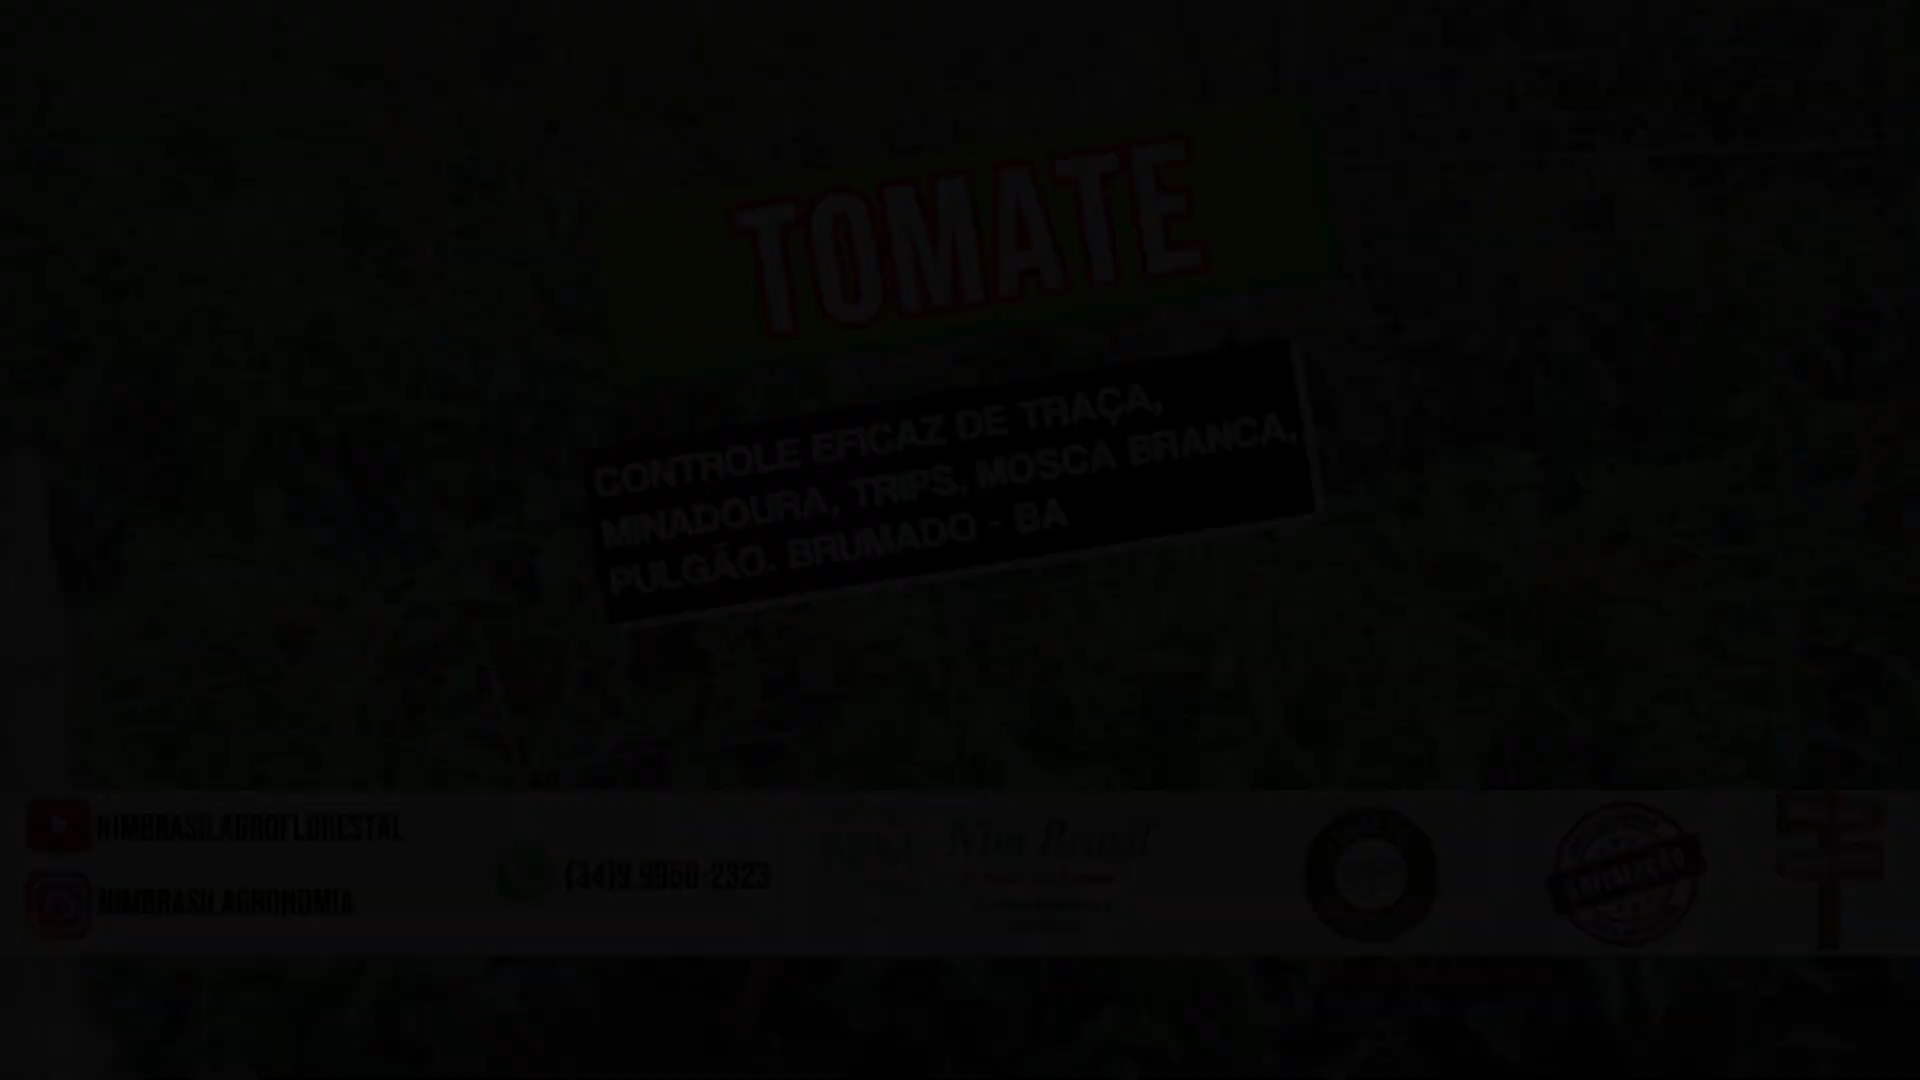 TOMATE
CONTROLE EFICAZ DE TRAÇA,
MINADOURA, TRIPS, MOSCA BRANCA,
PULGÃO. BRUMADO - BA
NIMBRASILAGROFLORESTAL
NIMBRASILAGRONOMIA
(34)9.9960-2323
Nim Brasil
SATISFAÇÃO